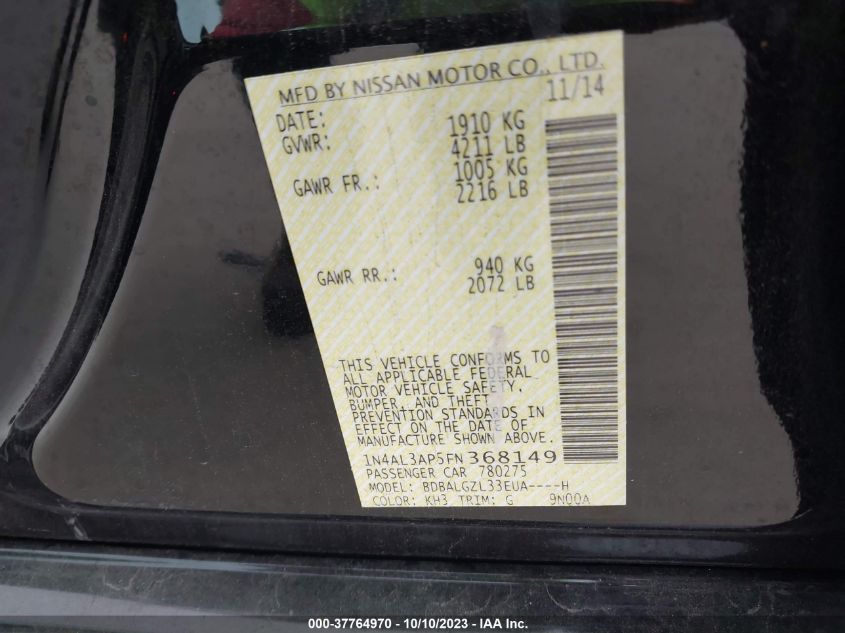 MFD BY NISSAN MOTOR CO., LTD.
DATE: 11/14
GVWR: 1910 KG
4211 LB
GAWR FR.: 1005 KG
2216 LB
GAWR RR.: 940 KG
2072 LB
THIS VEHICLE CONFORMS TO
ALL APPLICABLE FEDERAL
MOTOR VEHICLE SAFETY,
BUMPER, AND THEFT
PREVENTION STANDARDS IN
EFFECT ON THE DATE OF
MANUFACTURE SHOWN ABOVE.
1N4AL3AP5FN368149
PASSENGER CAR 780275
MODEL: BDBALGZL33EUA----H
COLOR: KH3 TRIM: G 9N00A
000-37764970 - 10/10/2023 - IAA Inc.